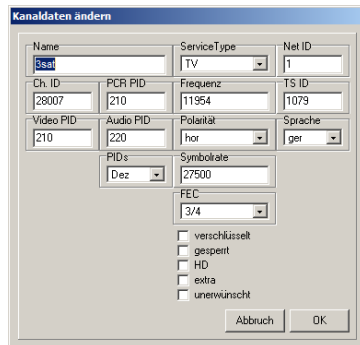 Kanaldaten ändern
Name ServiceType Net ID
3sat TV 1
Ch. ID PCR PID Frequenz TS ID
28007 210 11954 1079
Video PID Audio PID Polarität Sprache
210 220 hor ger
PIDs Symbolrate
Dez 27500
FEC
3/4
verschlüsselt
gesperrt
HD
extra
unerwünscht
Abbruch OK